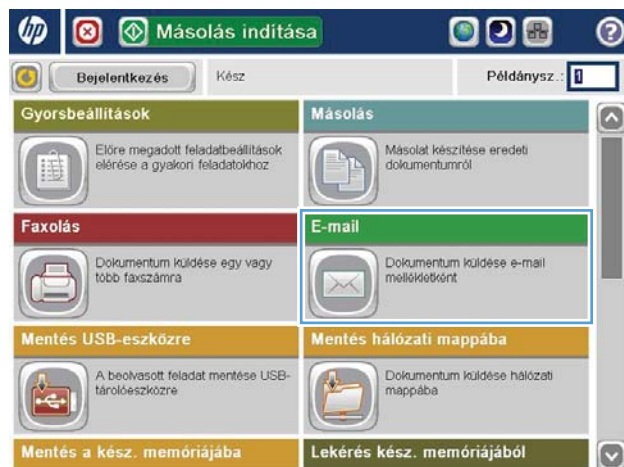 hp
Másolás indítása
?
Bejelentkezés
Kész
Példánysz.: 1
Gyorsbeállítások
Előre megadott feladatbeállítások
elérése a gyakori feladatokhoz
Másolás
Másolat készítése eredeti
dokumentumról
Faxolás
Dokumentum küldése egy vagy
több faxszámra
E-mail
Dokumentum küldése e-mail
mellékletként
Mentés USB-eszközre
A beolvasott feladat mentése USB-
tárolóeszközre
Mentés hálózati mappába
Dokumentum küldése hálózati
mappába
Mentés a kész. memóriájába
Lekérés kész. memóriájából